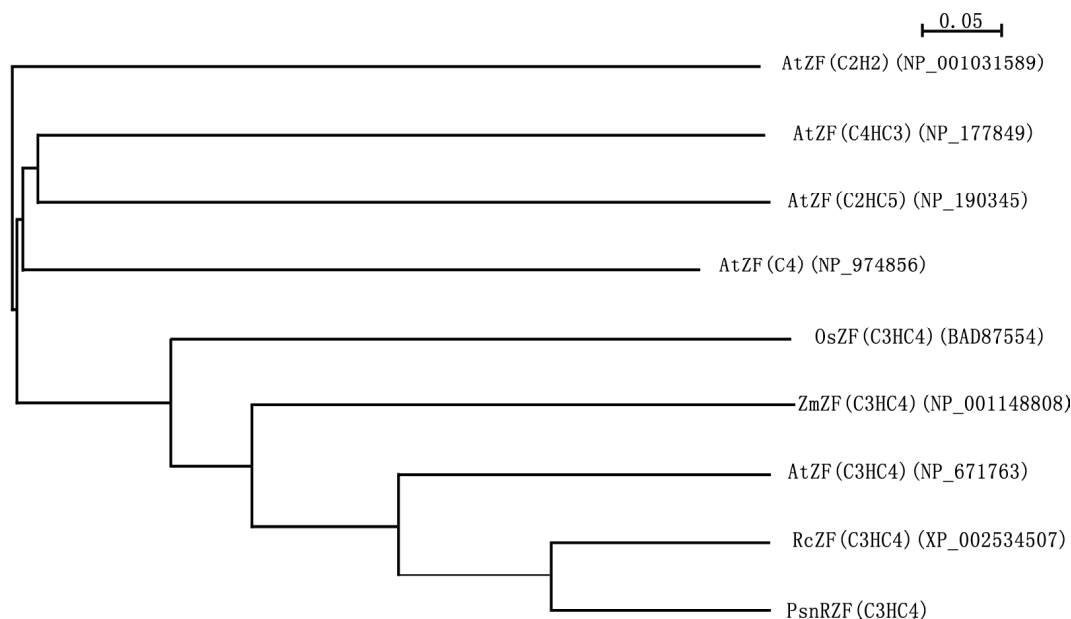 0.05
AtZF(C2H2)(NP_001031589)
AtZF(C4HC3)(NP_177849)
AtZF(C2HC5)(NP_190345)
AtZF(C4)(NP_974856)
OsZF(C3HC4)(BAD87554)
ZmZF(C3HC4)(NP_001148808)
AtZF(C3HC4)(NP_671763)
RcZF(C3HC4)(XP_002534507)
PsnRZF(C3HC4)